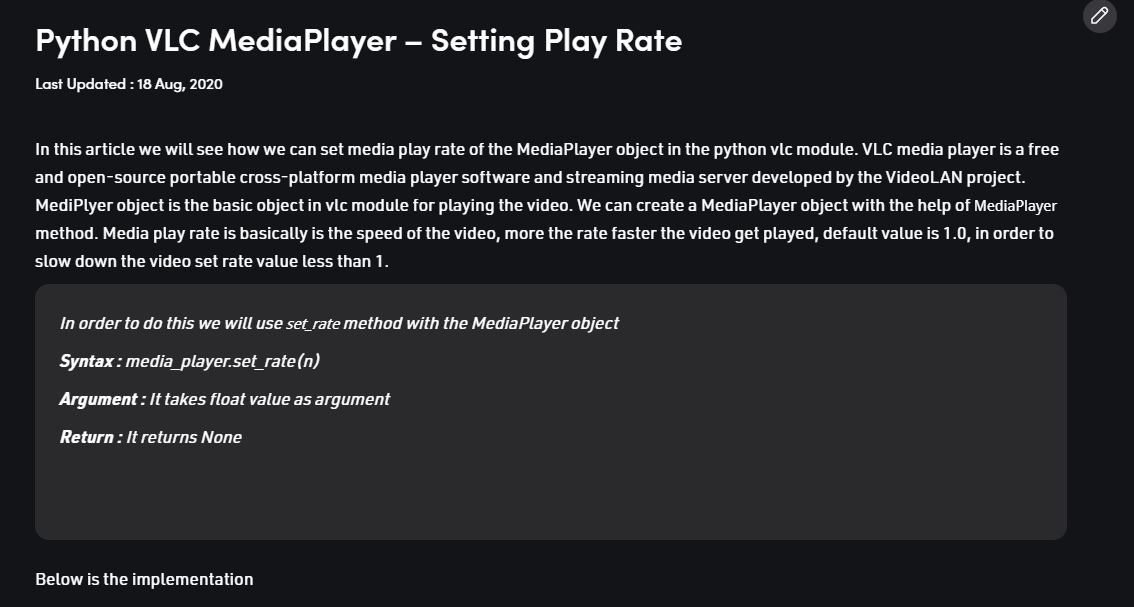 Python VLC MediaPlayer – Setting Play Rate
Last Updated : 18 Aug, 2020
In this article we will see how we can set media play rate of the MediaPlayer object in the python vlc module. VLC media player is a free
and open-source portable cross-platform media player software and streaming media server developed by the VideoLAN project.
MediPlyer object is the basic object in vlc module for playing the video. We can create a MediaPlayer object with the help of MediaPlayer
method. Media play rate is basically is the speed of the video, more the rate faster the video get played, default value is 1.0, in order to
slow down the video set rate value less than 1.
In order to do this we will use set_rate method with the MediaPlayer object
Syntax : media_player.set_rate(n)
Argument : It takes float value as argument
Return : It returns None
Below is the implementation